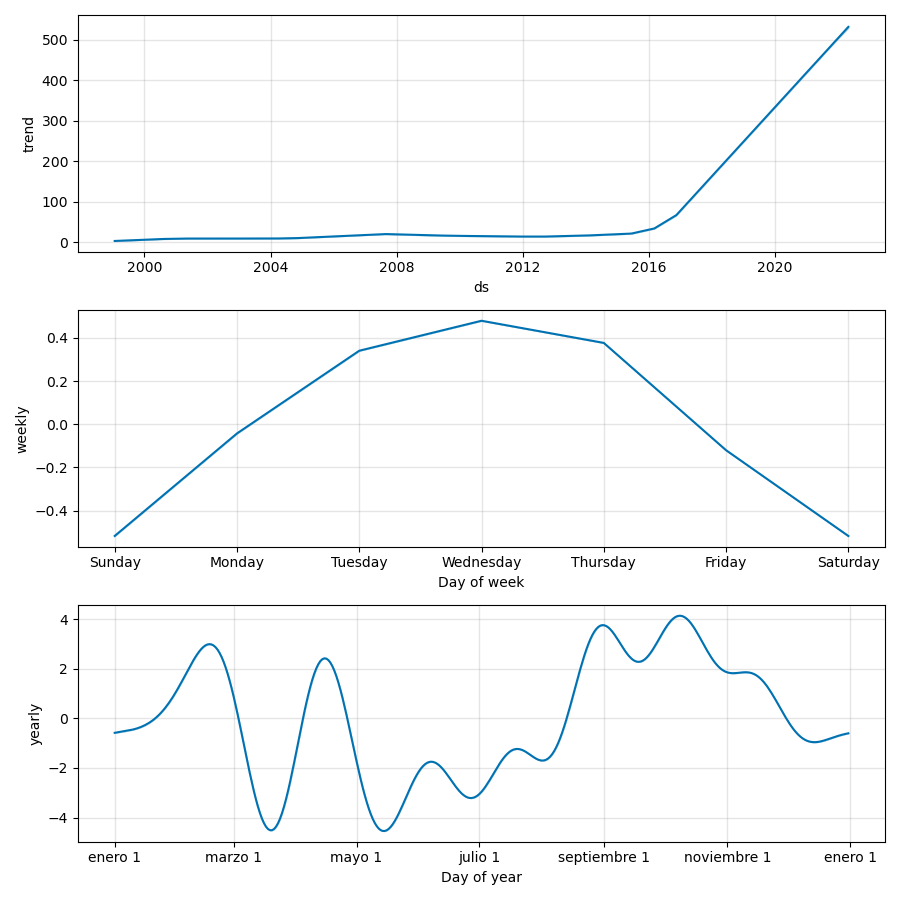 500
400
300
200
100
0
trend
2000 2004 2008 2012 2016 2020
ds
0.4
0.2
0.0
−0.2
−0.4
weekly
Sunday Monday Tuesday Wednesday Thursday Friday Saturday
Day of week
4
2
0
−2
−4
yearly
enero 1 marzo 1 mayo 1 julio 1 septiembre 1 noviembre 1 enero 1
Day of year